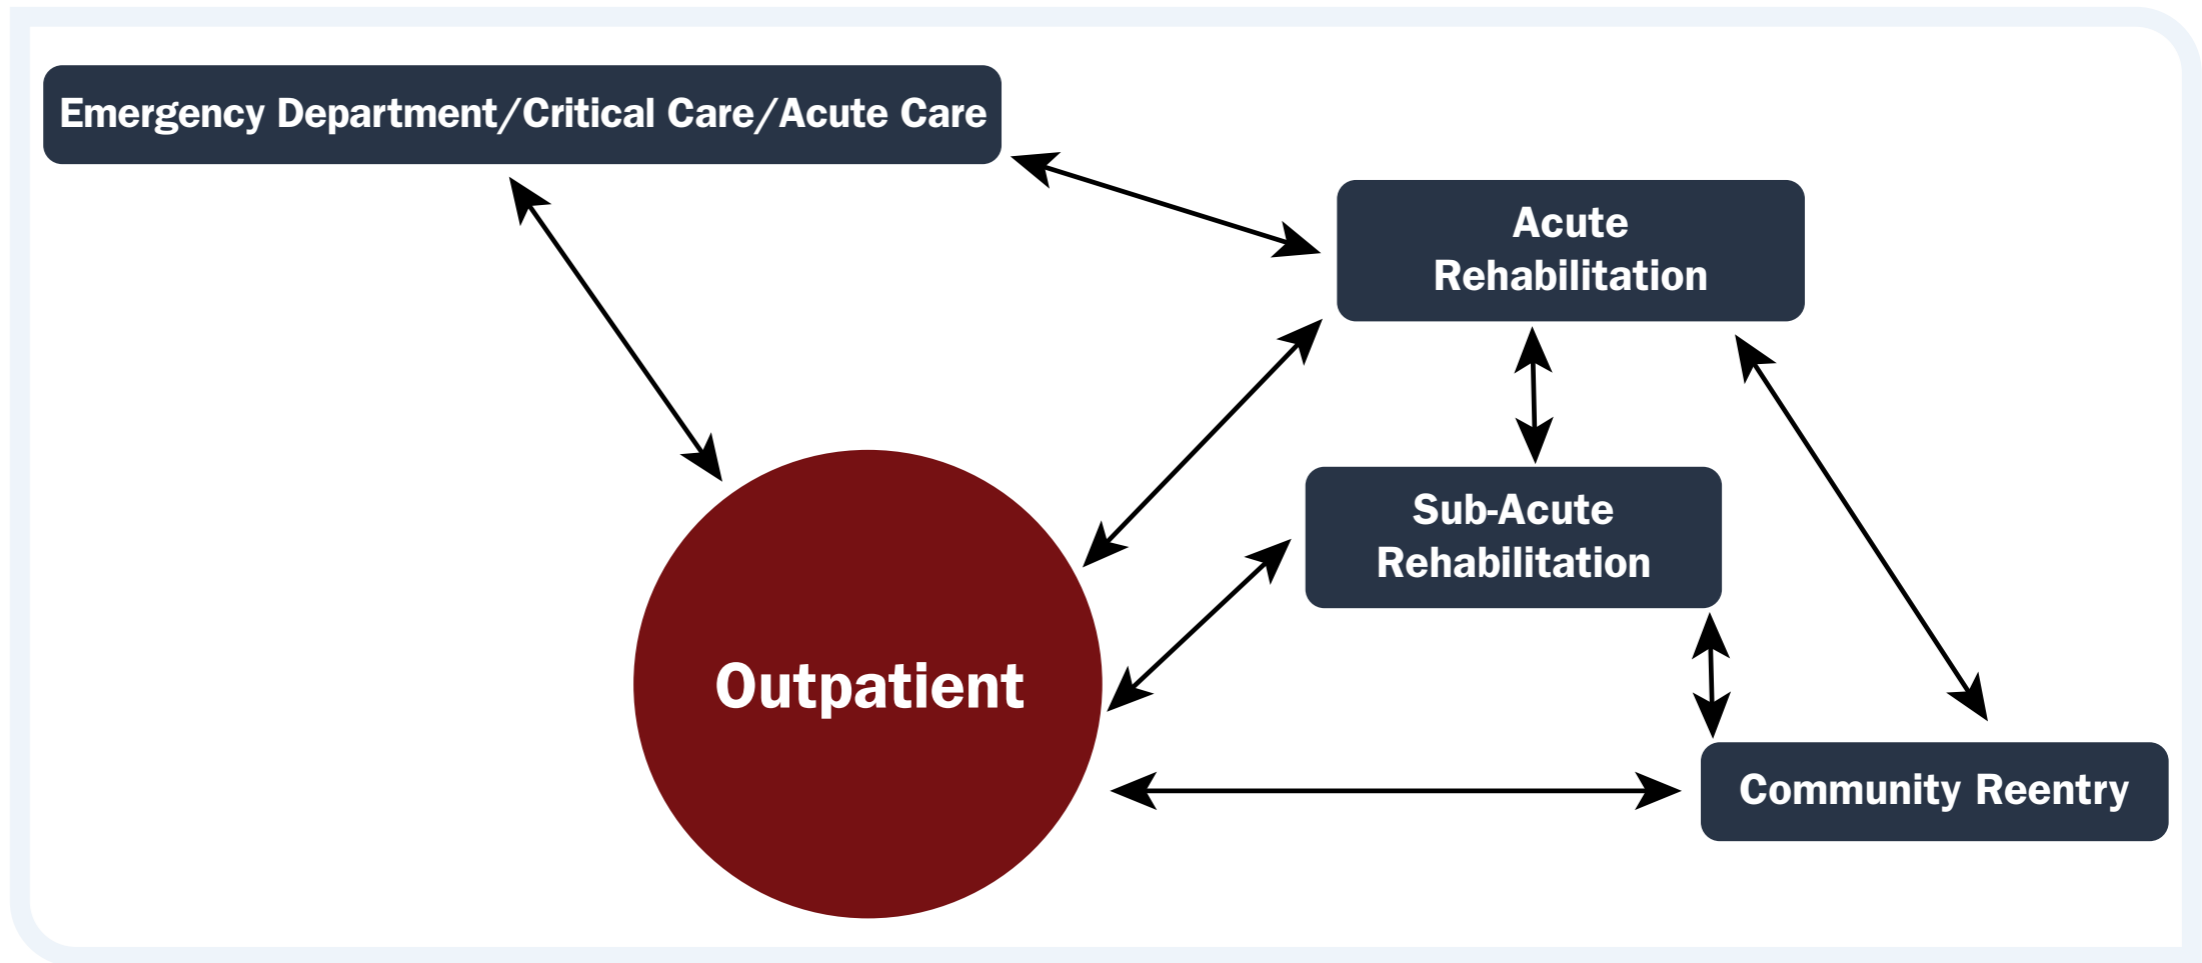 Emergency Department/Critical Care/Acute Care
Acute
Rehabilitation
Sub-Acute
Rehabilitation
Outpatient
Community Reentry